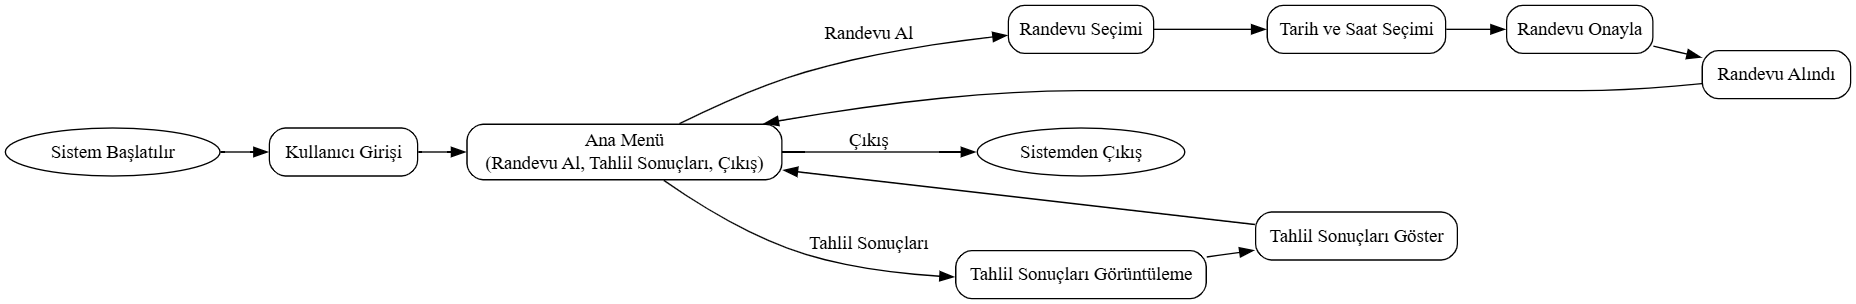 Sistem Başlatılır
Kullanıcı Girişi
Ana Menü
(Randevu Al, Tahlil Sonuçları, Çıkış)
Randevu Al
Randevu Seçimi
Tarih ve Saat Seçimi
Randevu Onayla
Randevu Alındı
Çıkış
Sistemden Çıkış
Tahlil Sonuçları
Tahlil Sonuçları Görüntüleme
Tahlil Sonuçları Göster